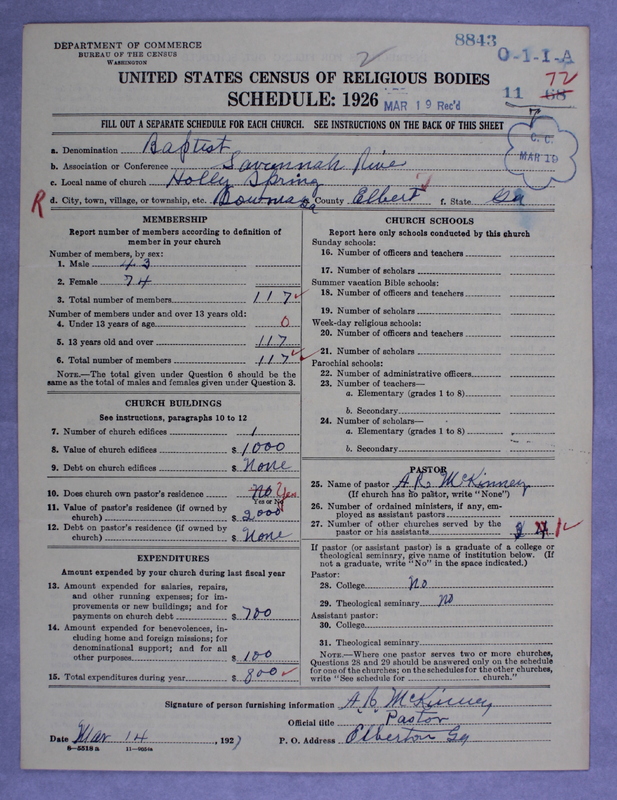 DEPARTMENT OF COMMERCE
BUREAU OF THE CENSUS
WASHINGTON
2
8843
O-1-I-A
UNITED STATES CENSUS OF RELIGIOUS BODIES
72
SCHEDULE: 1926
MAR 19 Rec'd
11 68
FILL OUT A SEPARATE SCHEDULE FOR EACH CHURCH. SEE INSTRUCTIONS ON THE BACK OF THIS SHEET
C. C.
MAR 19
a. Denomination Baptist
b. Association or Conference Savannah River
c. Local name of church Holly Spring
R d. City, town, village, or township, etc. Bowman Ga County Elbert f. State Ga
MEMBERSHIP
Report number of members according to definition of
member in your church
Number of members, by sex:
1. Male 43
2. Female 74
3. Total number of members 117
Number of members under and over 13 years old:
4. Under 13 years of age 0
5. 13 years old and over 117
6. Total number of members 117
NOTE.—The total given under Question 6 should be the
same as the total of males and females given under Question 3.
CHURCH BUILDINGS
See instructions, paragraphs 10 to 12
7. Number of church edifices 1
8. Value of church edifices $ 1000
9. Debt on church edifices $ None
10. Does church own pastor's residence No Yes
Yes or No
11. Value of pastor's residence (if owned by
church) $ 2000
12. Debt on pastor's residence (if owned by
church) $ None
EXPENDITURES
Amount expended by your church during last fiscal year
13. Amount expended for salaries, repairs,
and other running expenses; for im-
provements or new buildings; and for
payments on church debt $ 700
14. Amount expended for benevolences, in-
cluding home and foreign missions; for
denominational support; and for all
other purposes $ 100
15. Total expenditures during year $ 800
CHURCH SCHOOLS
Report here only schools conducted by this church
Sunday schools:
16. Number of officers and teachers
17. Number of scholars
Summer vacation Bible schools:
18. Number of officers and teachers
19. Number of scholars
Week-day religious schools:
20. Number of officers and teachers
21. Number of scholars
Parochial schools:
22. Number of administrative officers
23. Number of teachers—
a. Elementary (grades 1 to 8)
b. Secondary
24. Number of scholars—
a. Elementary (grades 1 to 8)
b. Secondary
PASTOR
25. Name of pastor A. R. McKinney
(If church has no pastor, write "None")
26. Number of ordained ministers, if any, em-
ployed as assistant pastors
27. Number of other churches served by the
pastor or his assistants
If pastor (or assistant pastor) is a graduate of a college or
theological seminary, give name of institution below. (If
not a graduate, write "No" in the space indicated.)
Pastor:
28. College No
29. Theological seminary No
Assistant pastor:
30. College
31. Theological seminary
NOTE.—Where one pastor serves two or more churches,
Questions 28 and 29 should be answered only on the schedule
for one of the churches; on the schedules for the other churches,
write "See schedule for church."
Signature of person furnishing information A. R. McKinney
Official title Pastor
Date Mar 14, 1927 P. O. Address Elberton Ga
8-5518 a